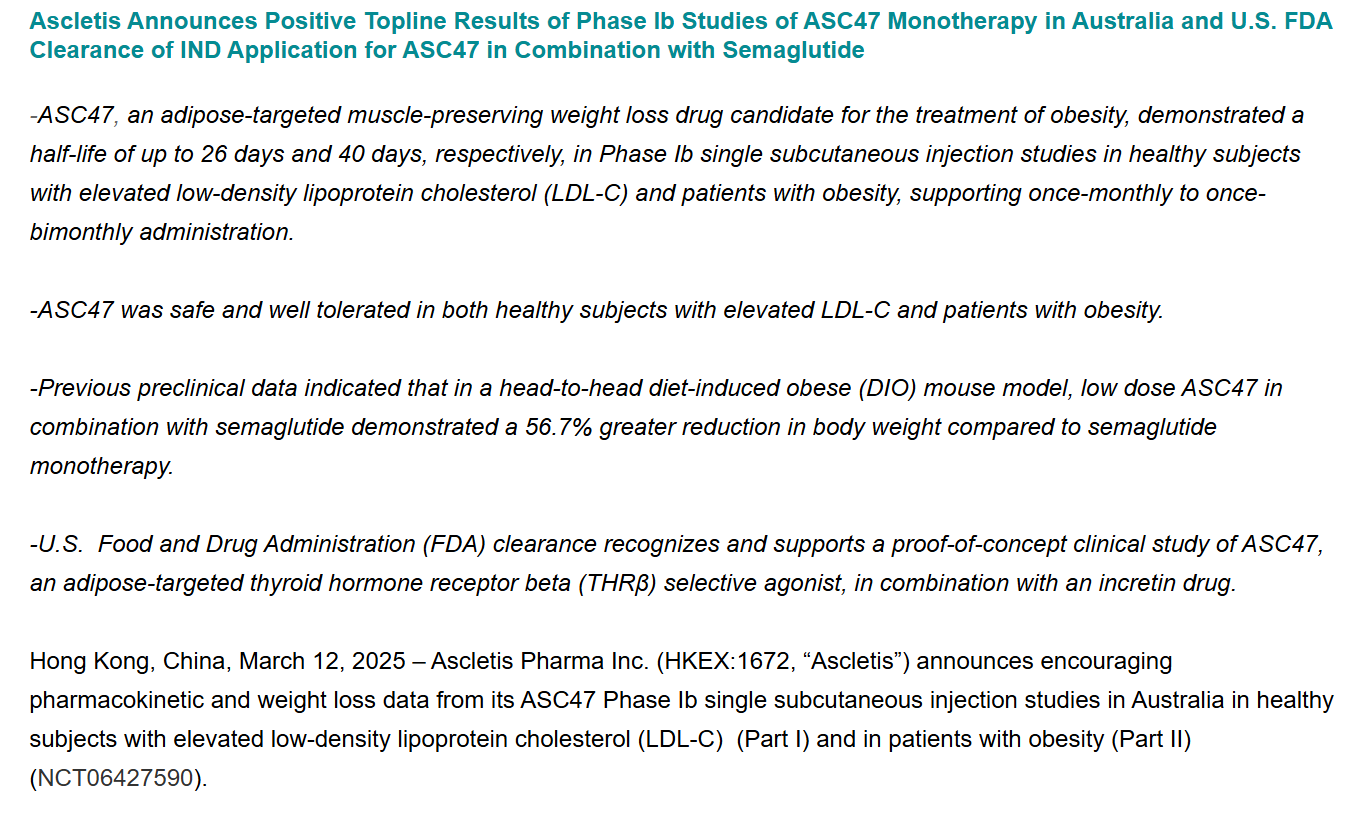 Ascletis Announces Positive Topline Results of Phase Ib Studies of ASC47 Monotherapy in Australia and U.S. FDA
Clearance of IND Application for ASC47 in Combination with Semaglutide
-ASC47, an adipose-targeted muscle-preserving weight loss drug candidate for the treatment of obesity, demonstrated a
half-life of up to 26 days and 40 days, respectively, in Phase Ib single subcutaneous injection studies in healthy subjects
with elevated low-density lipoprotein cholesterol (LDL-C) and patients with obesity, supporting once-monthly to once-
bimonthly administration.
-ASC47 was safe and well tolerated in both healthy subjects with elevated LDL-C and patients with obesity.
-Previous preclinical data indicated that in a head-to-head diet-induced obese (DIO) mouse model, low dose ASC47 in
combination with semaglutide demonstrated a 56.7% greater reduction in body weight compared to semaglutide
monotherapy.
-U.S.  Food and Drug Administration (FDA) clearance recognizes and supports a proof-of-concept clinical study of ASC47,
an adipose-targeted thyroid hormone receptor beta (THRβ) selective agonist, in combination with an incretin drug.
Hong Kong, China, March 12, 2025 – Ascletis Pharma Inc. (HKEX:1672, “Ascletis”) announces encouraging
pharmacokinetic and weight loss data from its ASC47 Phase Ib single subcutaneous injection studies in Australia in healthy
subjects with elevated low-density lipoprotein cholesterol (LDL-C)  (Part I) and in patients with obesity (Part II)
(NCT06427590).